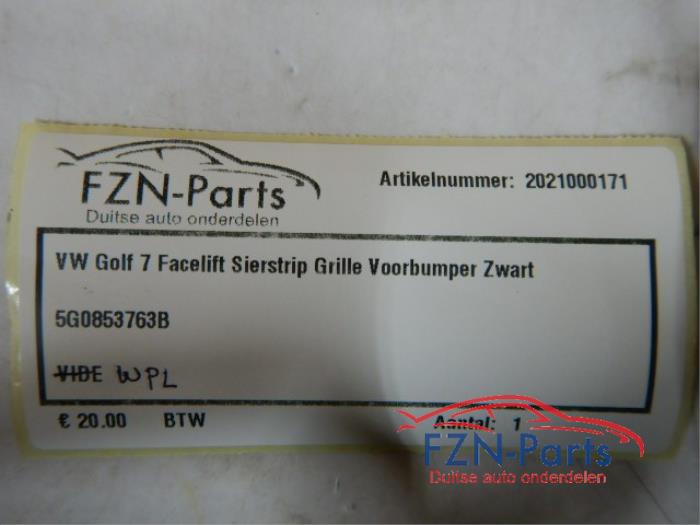 FZN-Parts
Duitse auto onderdelen
Artikelnummer: 2021000171
VW Golf 7 Facelift Sierstrip Grille Voorbumper Zwart
5G0853763B
VIDE WPL
€ 20.00 BTW
Aantal: 1
FZN-Parts
Duitse auto onderdelen